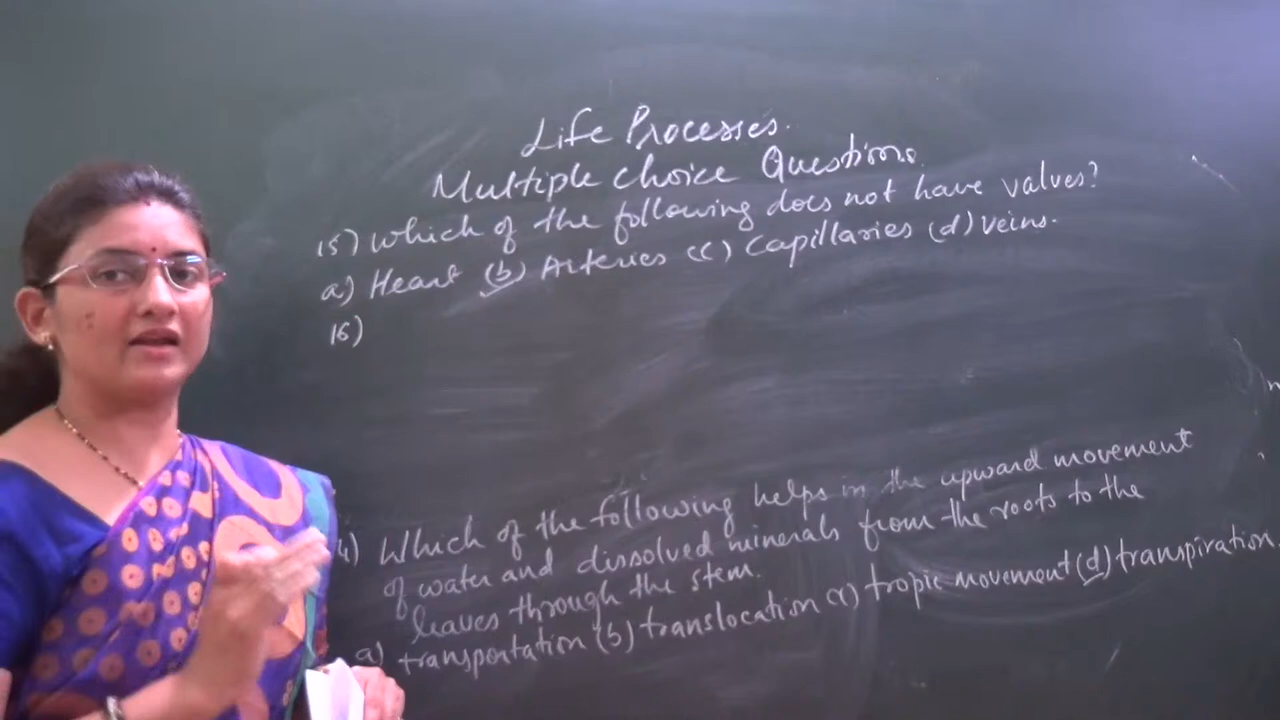 Life Processes.
Multiple choice Questions.
15) Which of the following does not have valves?
a) Heart (b) Arteries (c) Capillaries (d) veins.
16)
4) Which of the following helps in the upward movement
of water and dissolved minerals from the roots to the
leaves through the stem.
a) transportation (b) translocation (c) tropic movement (d) transpiration.